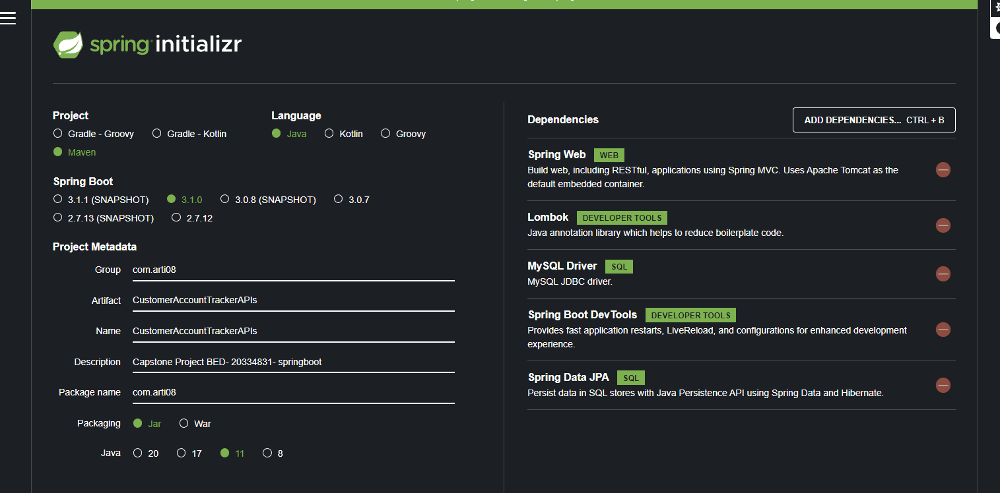 spring initializr
Project
Gradle - Groovy Gradle - Kotlin
Maven
Language
Java Kotlin Groovy
Spring Boot
3.1.1 (SNAPSHOT) 3.1.0 3.0.8 (SNAPSHOT) 3.0.7
2.7.13 (SNAPSHOT) 2.7.12
Project Metadata
Group com.arti08
Artifact CustomerAccountTrackerAPIs
Name CustomerAccountTrackerAPIs
Description Capstone Project BED- 20334831- springboot
Package name com.arti08
Packaging Jar War
Java 20 17 11 8
Dependencies ADD DEPENDENCIES... CTRL + B
Spring Web WEB
Build web, including RESTful, applications using Spring MVC. Uses Apache Tomcat as the
default embedded container.
Lombok DEVELOPER TOOLS
Java annotation library which helps to reduce boilerplate code.
MySQL Driver SQL
MySQL JDBC driver.
Spring Boot DevTools DEVELOPER TOOLS
Provides fast application restarts, LiveReload, and configurations for enhanced development
experience.
Spring Data JPA SQL
Persist data in SQL stores with Java Persistence API using Spring Data and Hibernate.